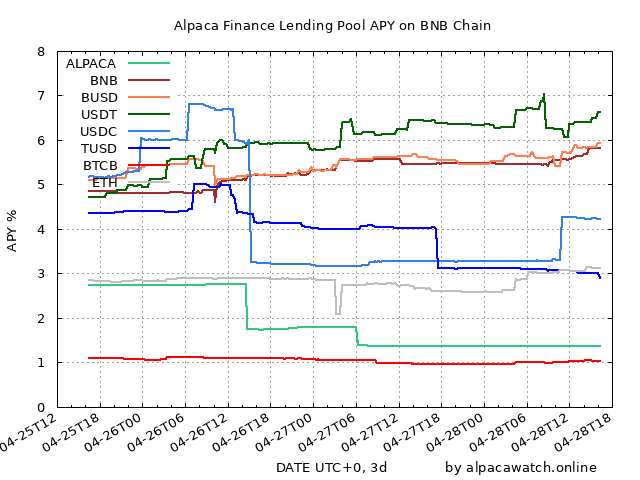 Alpaca Finance Lending Pool APY on BNB Chain
8
7
6
5
4
3
2
1
0
APY %
ALPACA
BNB
BUSD
USDT
USDC
TUSD
BTCB
ETH
04-25T12
04-25T18
04-26T00
04-26T06
04-26T12
04-26T18
04-27T00
04-27T06
04-27T12
04-27T18
04-28T00
04-28T06
04-28T12
04-28T18
DATE UTC+0, 3d
by alpacawatch.online